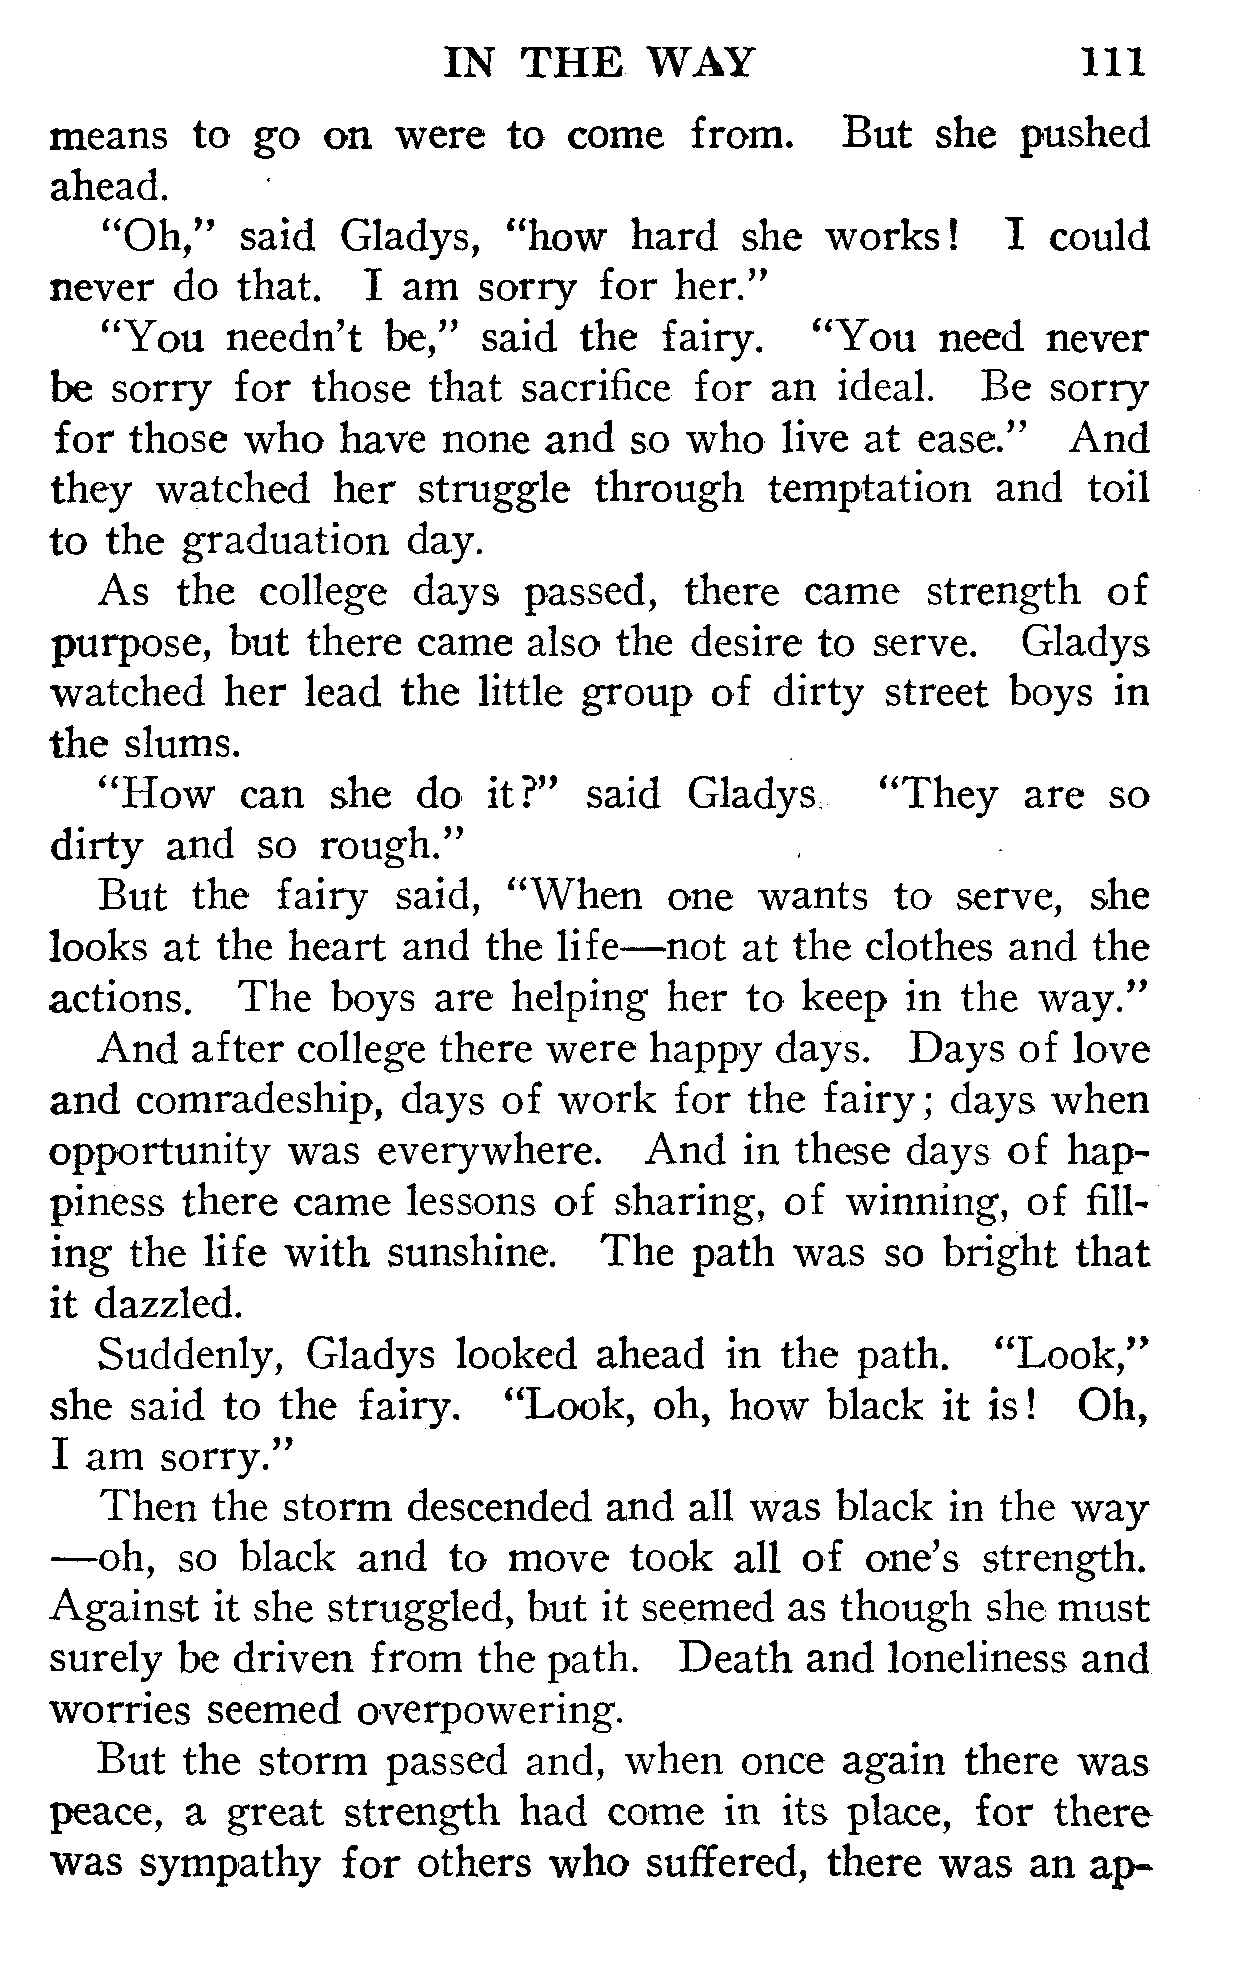 IN THE WAY 111
means to go on were to come from. But she pushed
ahead.
“Oh,” said Gladys, “how hard she works! I could
never do that. I am sorry for her.”
“You needn’t be,” said the fairy. “You need never
be sorry for those that sacrifice for an ideal. Be sorry
for those who have none and so who live at ease.” And
they watched her struggle through temptation and toil
to the graduation day.
As the college days passed, there came strength of
purpose, but there came also the desire to serve. Gladys
watched her lead the little group of dirty street boys in
the slums.
“How can she do it?” said Gladys. “They are so
dirty and so rough.”
But the fairy said, “When one wants to serve, she
looks at the heart and the life—not at the clothes and the
actions. The boys are helping her to keep in the way.”
And after college there were happy days. Days of love
and comradeship, days of work for the fairy; days when
opportunity was everywhere. And in these days of hap-
piness there came lessons of sharing, of winning, of fill-
ing the life with sunshine. The path was so bright that
it dazzled.
Suddenly, Gladys looked ahead in the path. “Look,”
she said to the fairy. “Look, oh, how black it is! Oh,
I am sorry.”
Then the storm descended and all was black in the way
—oh, so black and to move took all of one’s strength.
Against it she struggled, but it seemed as though she must
surely be driven from the path. Death and loneliness and
worries seemed overpowering.
But the storm passed and, when once again there was
peace, a great strength had come in its place, for there
was sympathy for others who suffered, there was an ap-